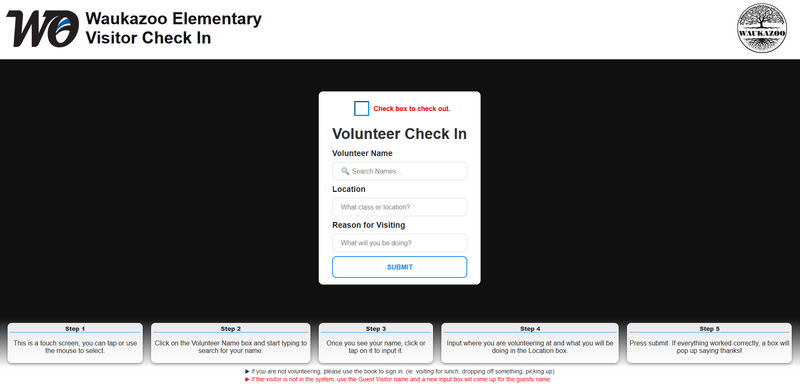 WO
Waukazoo Elementary
Visitor Check In
WAUKAZOO
Check box to check out.
Volunteer Check In
Volunteer Name
Search Names...
Location
What class or location?
Reason for Visiting
What will you be doing?
SUBMIT
Step 1
This is a touch screen, you can tap or use
the mouse to select.
Step 2
Click on the Volunteer Name box and start typing to
search for your name.
Step 3
Once you see your name, click or
tap on it to input it.
Step 4
Input where you are volunteering at and what you will be
doing in the Location box.
Step 5
Press submit. If everything worked correctly, a box will
pop up saying thanks!
▶ If you are not volunteering, please use the book to sign in. (ie: visiting for lunch, dropping off something, picking up)
▶ If the visitor is not in the system, use the Guest Visitor name and a new input box will come up for the guests name.